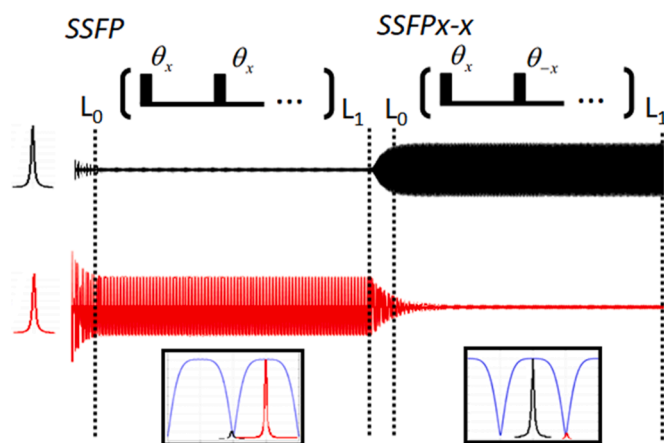 SSFP SSFPx-x
θx θx θx θ-x
L0 ( ... ) L1 L0 ( ... ) L1